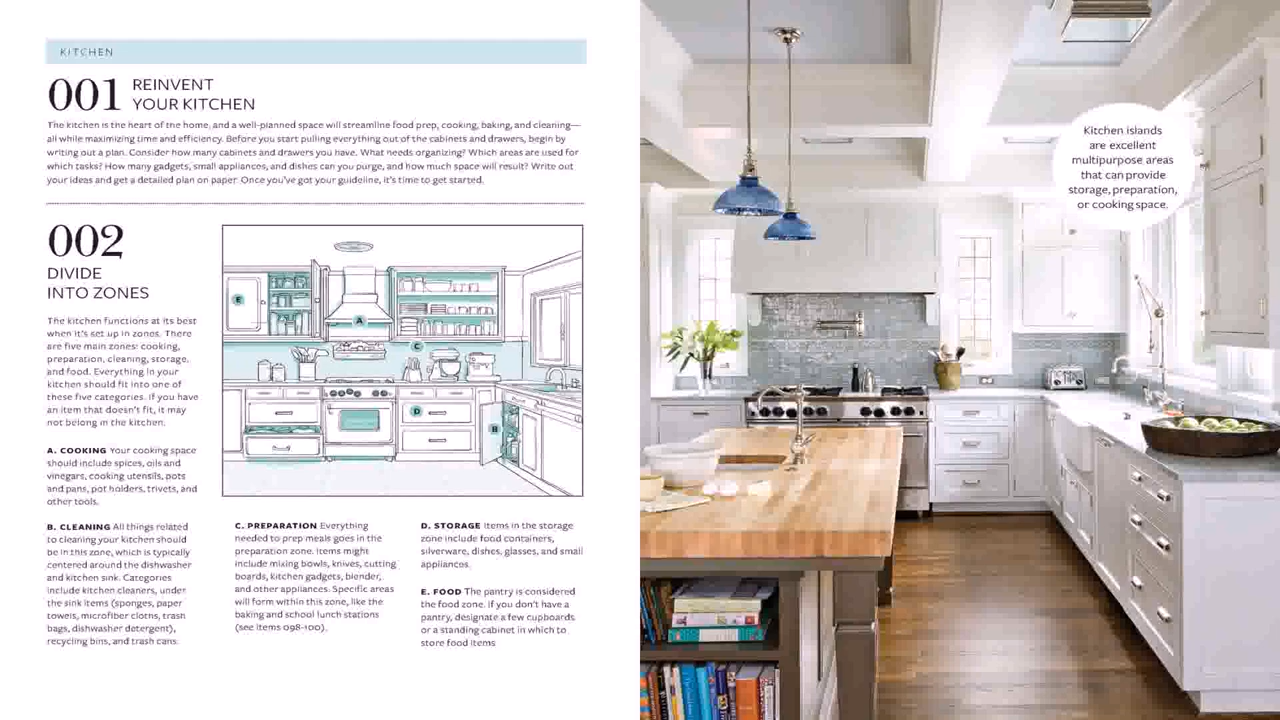 KITCHEN
001 REINVENT
YOUR KITCHEN
The kitchen is the heart of the home, and a well-planned space will streamline food prep, cooking, baking, and cleaning—
all while maximizing time and efficiency. Before you start pulling everything out of the cabinets and drawers, begin by
writing out a plan. Consider how many cabinets and drawers you have. What needs organizing? Which areas are used for
which tasks? How many gadgets, small appliances, and dishes can you purge, and how much space will result? Write out
your ideas and get a detailed plan on paper. Once you've got your guideline, it's time to get started.
002
DIVIDE
INTO ZONES
The kitchen functions at its best
when it's set up in zones. There
are five main zones: cooking,
preparation, cleaning, storage,
and food. Everything in your
kitchen should fit into one of
these five categories. If you have
an item that doesn't fit, it may
not belong in the kitchen.
A. COOKING Your cooking space
should include spices, oils and
vinegars, cooking utensils, pots
and pans, pot holders, trivets, and
other tools.
B. CLEANING All things related
to cleaning your kitchen should
be in this zone, which is typically
centered around the dishwasher
and kitchen sink. Categories
include kitchen cleaners, under
the sink items (sponges, paper
towels, microfiber cloths, trash
bags, dishwasher detergent),
recycling bins, and trash cans.
E
A
C
D
B
C. PREPARATION Everything
needed to prep meals goes in the
preparation zone. Items might
include mixing bowls, knives, cutting
boards, kitchen gadgets, blender,
and other appliances. Specific areas
will form within this zone, like the
baking and school lunch stations
(see items 098–100).
D. STORAGE Items in the storage
zone include food containers,
silverware, dishes, glasses, and small
appliances.
E. FOOD The pantry is considered
the food zone. If you don't have a
pantry, designate a few cupboards
or a standing cabinet in which to
store food items
Kitchen islands
are excellent
multipurpose areas
that can provide
storage, preparation,
or cooking space.